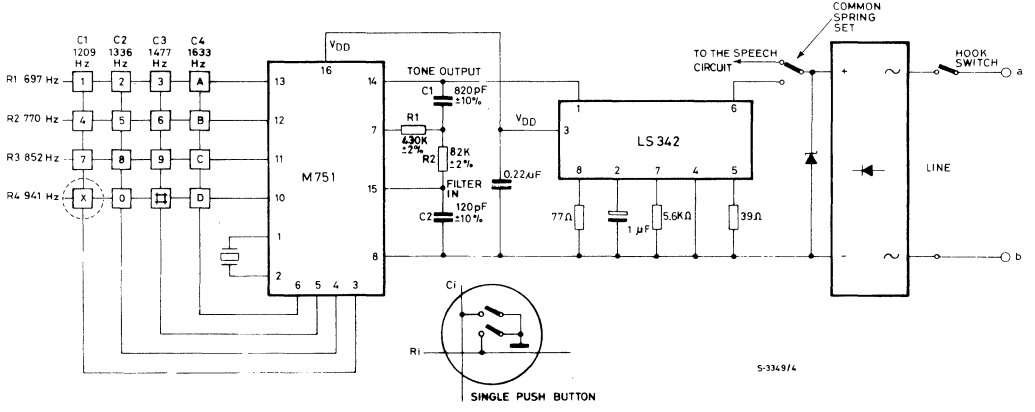 COMMON
SPRING
SET
C1 C2 C3 C4
1209 1336 1477 1633
Hz Hz Hz Hz
VDD
TO THE SPEECH
CIRCUIT
HOOK
SWITCH
R1 697 Hz 1 2 3 A 13
16
14 TONE OUTPUT
C1 820pF
±10%
+ ~ a
R2 770 Hz 4 5 6 B 12
7 R1
430K
±2%
VDD
1 6
3 LS 342
R3 852 Hz 7 8 9 C 11
M751
R2 82K
±2%
8 2 7 4 5
LINE
15 FILTER
IN
0.22µF
R4 941 Hz X 0 ⌗ D 10
C2 120pF
±10%
77Ω 1 µF 5.6KΩ 39Ω
1
2
8
- ~ b
6 5 4 3
Ci
Ri
S-3349/4
SINGLE PUSH BUTTON